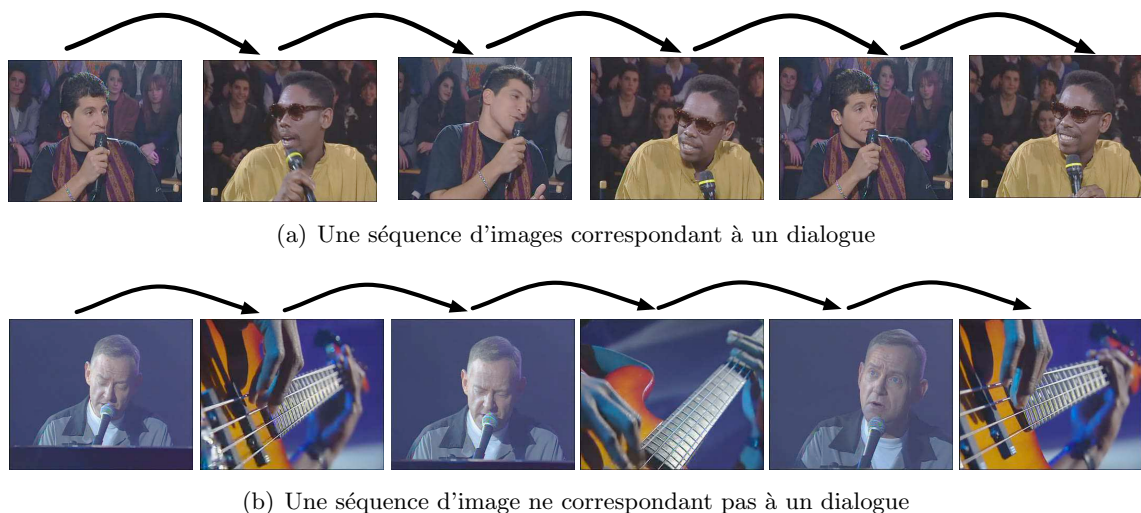 (a) Une séquence d'images correspondant à un dialogue
(b) Une séquence d'image ne correspondant pas à un dialogue